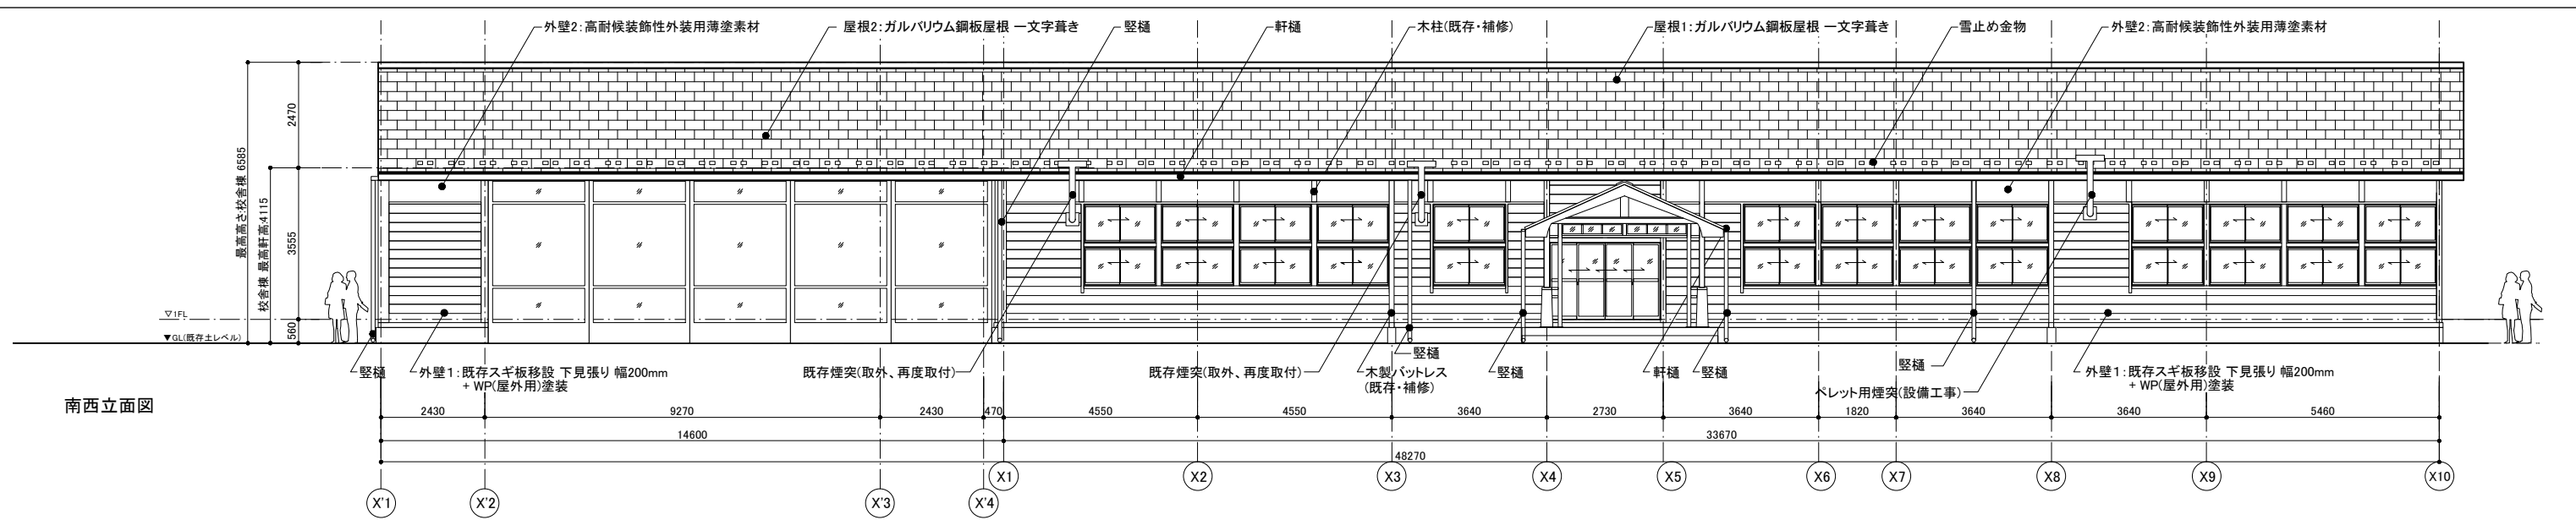 外壁2：高耐候装飾性外装用薄塗素材
屋根2：ガルバリウム鋼板屋根 一文字葺き
竪樋
軒樋
木柱(既存・補修)
屋根1：ガルバリウム鋼板屋根 一文字葺き
雪止め金物
外壁2：高耐候装飾性外装用薄塗素材
最高高さ:校舎棟 6585
校舎棟 最高軒高:4115
2470
3555
560
▽1FL
▼GL(既存土レベル)
竪樋
外壁1：既存スギ板移設 下見張り 幅200mm
+ WP(屋外用)塗装
既存煙突(取外、再度取付)
既存煙突(取外、再度取付)
竪樋
木製バットレス
(既存・補修)
竪樋
軒樋
竪樋
竪樋
ペレット用煙突(設備工事)
外壁1：既存スギ板移設 下見張り 幅200mm
+ WP(屋外用)塗装
南西立面図
2430 9270 2430 470 4550 4550 3640 2730 3640 1820 3640 3640 5460
14600 33670
48270
X1 X2 X3 X4 X5 X6 X7 X8 X9 X10
X'1 X'2 X'3 X'4